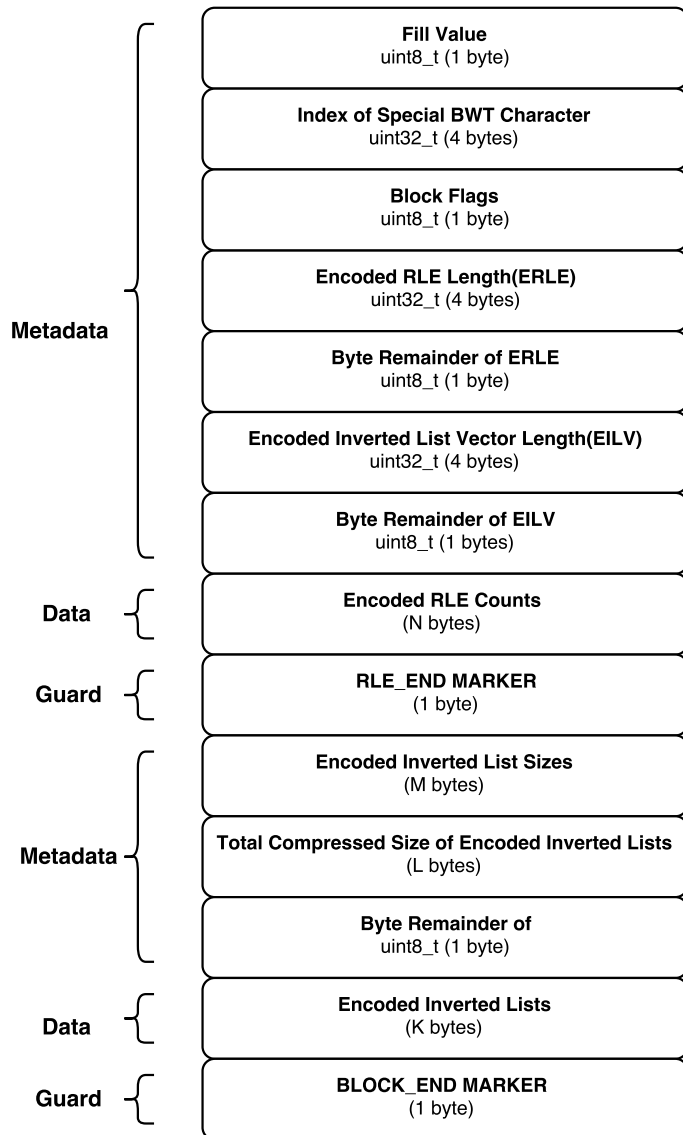 Fill Value
uint8_t (1 byte)
Index of Special BWT Character
uint32_t (4 bytes)
Block Flags
uint8_t (1 byte)
Encoded RLE Length(ERLE)
uint32_t (4 bytes)
Metadata
Byte Remainder of ERLE
uint8_t (1 byte)
Encoded Inverted List Vector Length(EILV)
uint32_t (4 bytes)
Byte Remainder of EILV
uint8_t (1 bytes)
Data
Encoded RLE Counts
(N bytes)
Guard
RLE_END MARKER
(1 byte)
Encoded Inverted List Sizes
(M bytes)
Metadata
Total Compressed Size of Encoded Inverted Lists
(L bytes)
Byte Remainder of
uint8_t (1 byte)
Data
Encoded Inverted Lists
(K bytes)
Guard
BLOCK_END MARKER
(1 byte)